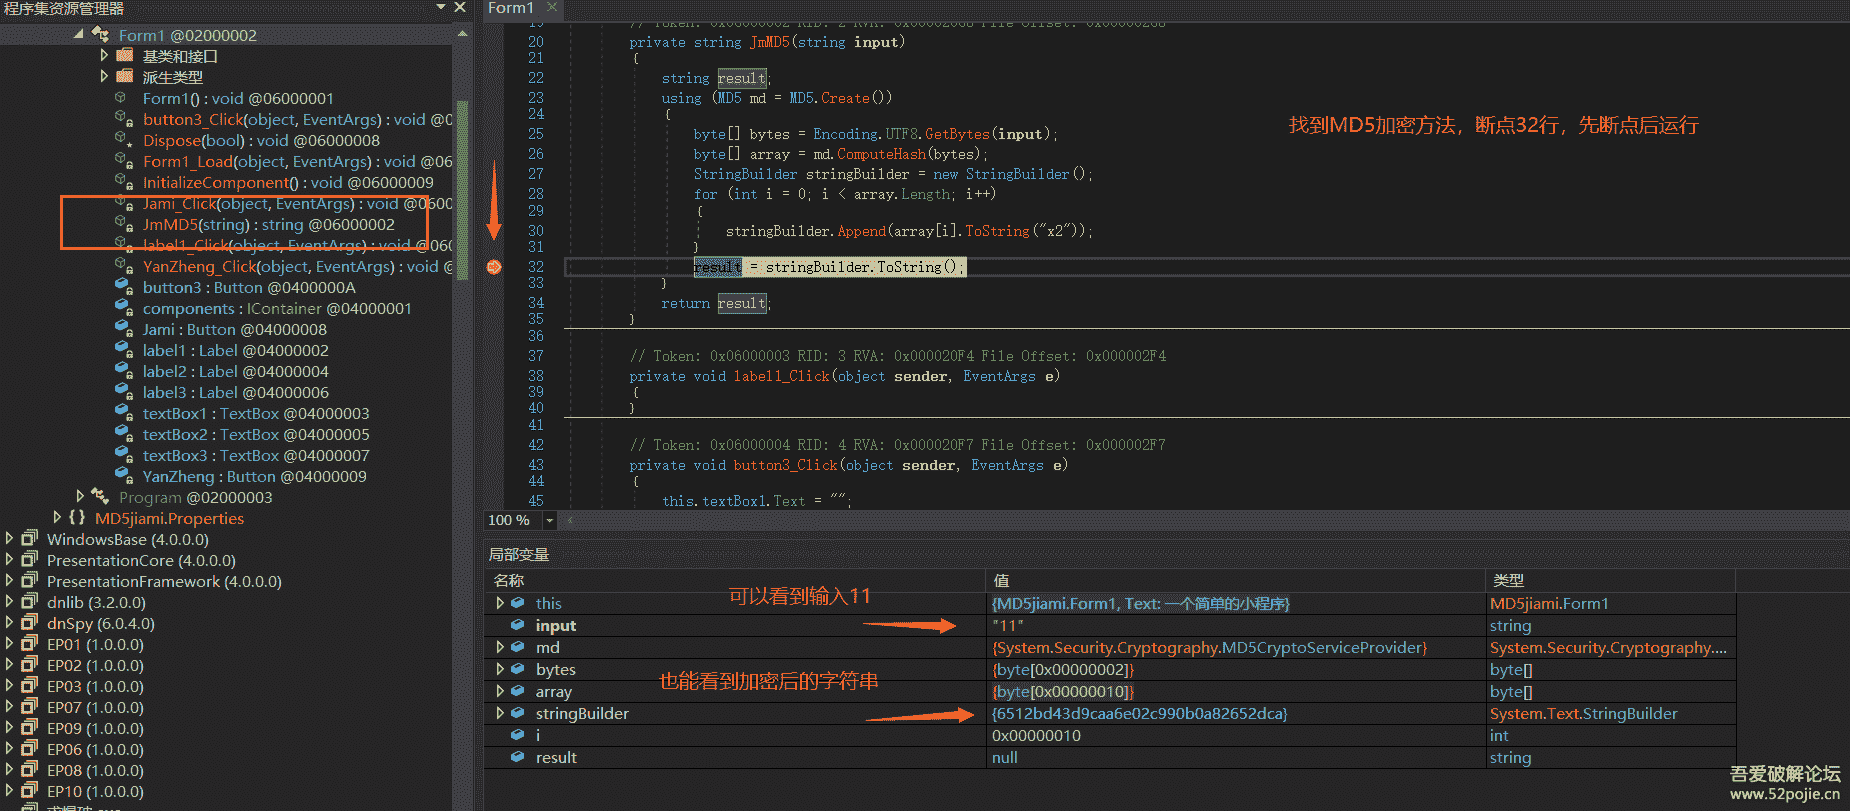 程序集资源管理器
Form1 @02000002
基类和接口
派生类型
Form1() : void @06000001
button3_Click(object, EventArgs) : void @0
Dispose(bool) : void @06000008
Form1_Load(object, EventArgs) : void @06
InitializeComponent() : void @06000009
Jami_Click(object, EventArgs) : void @060
JmMD5(string) : string @06000002
label1_Click(object, EventArgs) : void @060
YanZheng_Click(object, EventArgs) : void @
button3 : Button @0400000A
components : IContainer @04000001
Jami : Button @04000008
label1 : Label @04000002
label2 : Label @04000004
label3 : Label @04000006
textBox1 : TextBox @04000003
textBox2 : TextBox @04000005
textBox3 : TextBox @04000007
YanZheng : Button @04000009
Program @02000003
{} MD5jiami.Properties
WindowsBase (4.0.0.0)
PresentationCore (4.0.0.0)
PresentationFramework (4.0.0.0)
dnlib (3.2.0.0)
dnSpy (6.0.4.0)
EP01 (1.0.0.0)
EP02 (1.0.0.0)
EP03 (1.0.0.0)
EP07 (1.0.0.0)
EP09 (1.0.0.0)
EP06 (1.0.0.0)
EP08 (1.0.0.0)
EP10 (1.0.0.0)
Form1
19 // Token: 0x06000002 RID: 2 RVA: 0x00002068 File Offset: 0x00000268
20 private string JmMD5(string input)
21 {
22 string result;
23 using (MD5 md = MD5.Create())
24 {
25 byte[] bytes = Encoding.UTF8.GetBytes(input);
26 byte[] array = md.ComputeHash(bytes);
27 StringBuilder stringBuilder = new StringBuilder();
28 for (int i = 0; i < array.Length; i++)
29 {
30 stringBuilder.Append(array[i].ToString("x2"));
31 }
32 result = stringBuilder.ToString();
33 }
34 return result;
35 }
36
37 // Token: 0x06000003 RID: 3 RVA: 0x000020F4 File Offset: 0x000002F4
38 private void label1_Click(object sender, EventArgs e)
39 {
40 }
41
42 // Token: 0x06000004 RID: 4 RVA: 0x000020F7 File Offset: 0x000002F7
43 private void button3_Click(object sender, EventArgs e)
44 {
45 this.textBox1.Text = "";
找到MD5加密方法，断点32行，先断点后运行
100 %
局部变量
名称 值 类型
this {MD5jiami.Form1, Text: 一个简单的小程序} MD5jiami.Form1
可以看到输入11
input "11" string
md {System.Security.Cryptography.MD5CryptoServiceProvider} System.Security.Cryptography....
bytes {byte[0x00000002]} byte[]
也能看到加密后的字符串
array {byte[0x00000010]} byte[]
stringBuilder {6512bd43d9caa6e02c990b0a82652dca} System.Text.StringBuilder
i 0x00000010 int
result null string
吾爱破解论坛
www.52pojie.cn